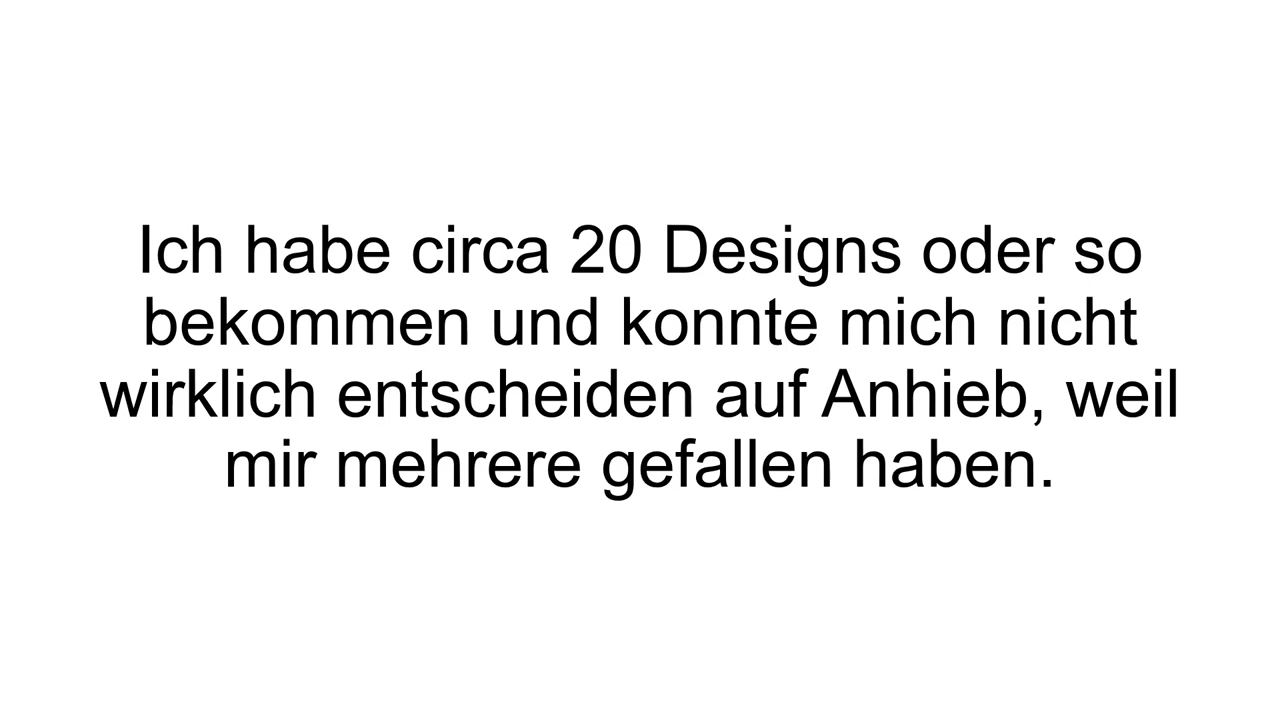 Ich habe circa 20 Designs oder so
bekommen und konnte mich nicht
wirklich entscheiden auf Anhieb, weil
mir mehrere gefallen haben.